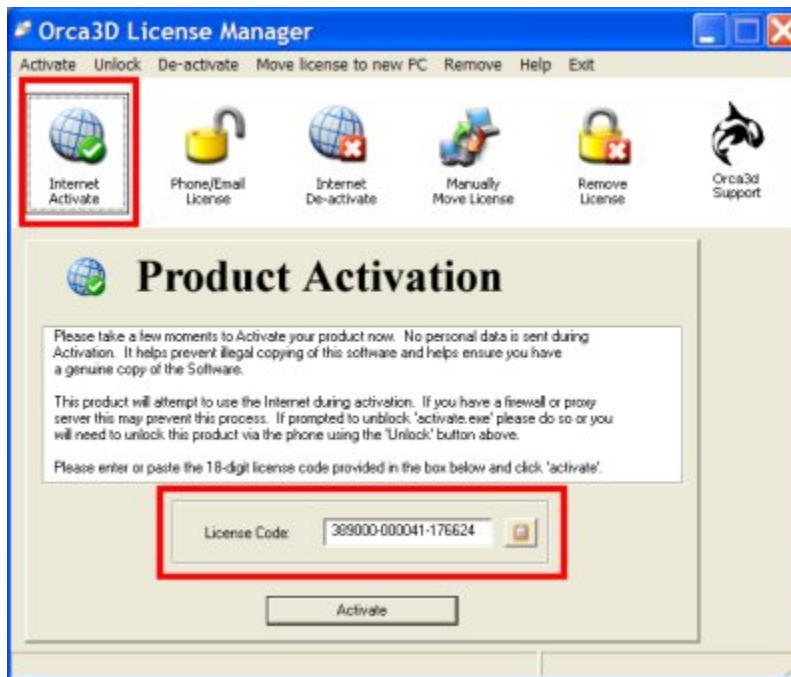 Orca3D License Manager
Activate Unlock De-activate Move license to new PC Remove Help Exit
Internet Activate
Phone/Email License
Internet De-activate
Manually Move License
Remove License
Orca3d Support
Product Activation
Please take a few moments to Activate your product now. No personal data is sent during
Activation. It helps prevent illegal copying of this software and helps ensure you have
a genuine copy of the Software.
This product will attempt to use the Internet during activation. If you have a firewall or proxy
server this may prevent this process. If prompted to unblock 'activate.exe' please do so or you
will need to unlock this product via the phone using the 'Unlock' button above.
Please enter or paste the 18-digit license code provided in the box below and click 'activate'.
License Code: 389000-000041-176624
Activate